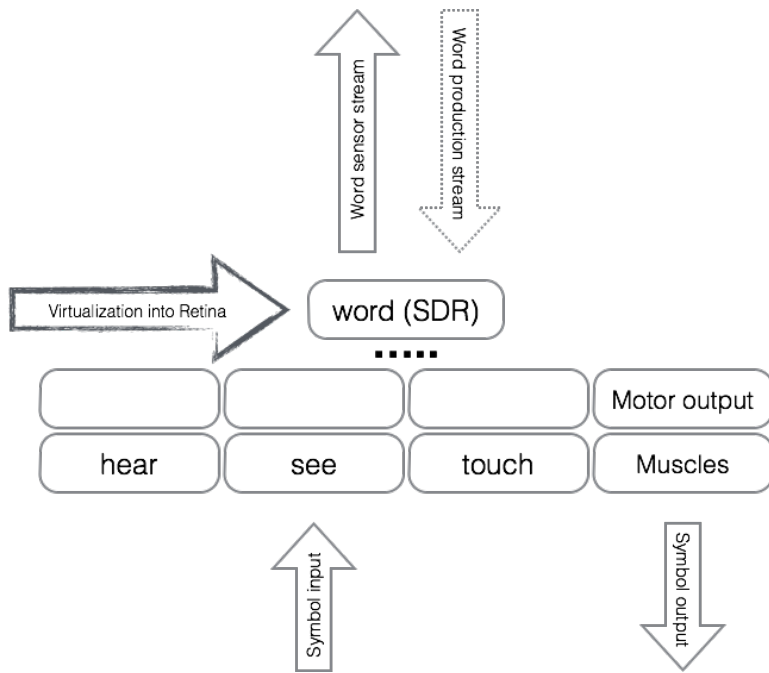 Word sensor stream
Word production stream
Virtualization into Retina
word (SDR)
Motor output
hear
see
touch
Muscles
Symbol input
Symbol output